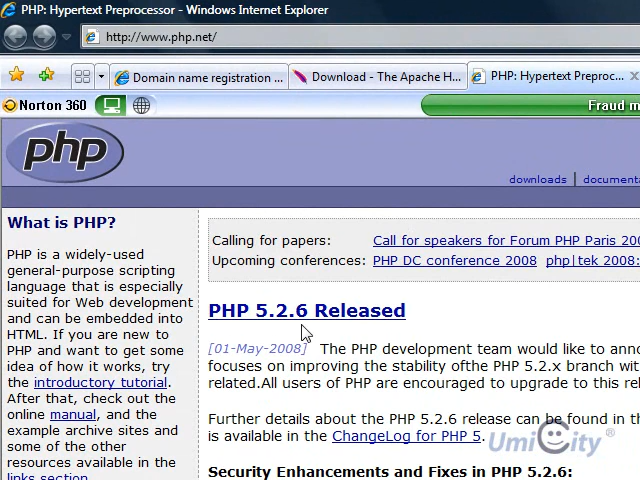 PHP: Hypertext Preprocessor - Windows Internet Explorer
http://www.php.net/
Domain name registration ...
Download - The Apache H...
PHP: Hypertext Preproc...
Norton 360
Fraud m
php
downloads | documenta
What is PHP?
PHP is a widely-used
general-purpose scripting
language that is especially
suited for Web development
and can be embedded into
HTML. If you are new to
PHP and want to get some
idea of how it works, try
the introductory tutorial.
After that, check out the
online manual, and the
example archive sites and
some of the other
resources available in the
links section.
Calling for papers: Call for speakers for Forum PHP Paris 200
Upcoming conferences: PHP DC conference 2008 php|tek 2008:
PHP 5.2.6 Released
[01-May-2008] The PHP development team would like to anno
focuses on improving the stability ofthe PHP 5.2.x branch wit
related.All users of PHP are encouraged to upgrade to this rel
Further details about the PHP 5.2.6 release can be found in th
is available in the ChangeLog for PHP 5.
UmiCity®
Security Enhancements and Fixes in PHP 5.2.6: